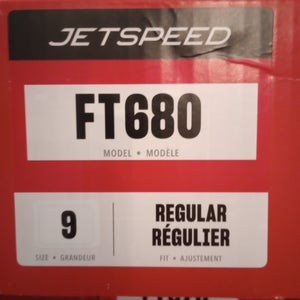 JETSPEED
FT680
MODEL • MODÈLE
9
SIZE • GRANDEUR
REGULAR
RÉGULIER
FIT • AJUSTEMENT